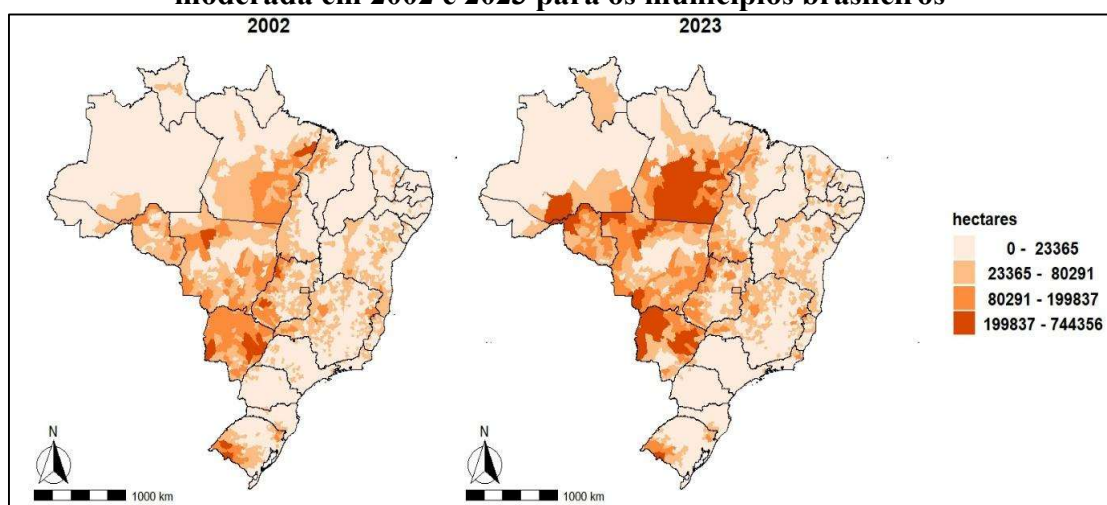 moderada em 2002 e 2023 para os municípios brasileiros
2002
2023
hectares
0 - 23365
23365 - 80291
80291 - 199837
199837 - 744356
N
1000 km
N
1000 km